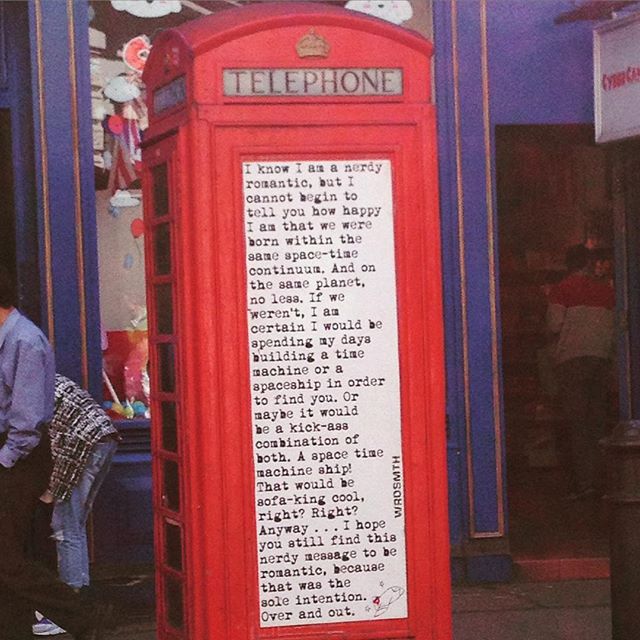 TELEPHONE
I know I am a nerdy
romantic, but I
cannot begin to
tell you how happy
I am that we were
born within the
same space-time
continuum. And on
the same planet,
no less. If we
weren't, I am
certain I would be
spending my days
building a time
machine or a
spaceship in order
to find you. Or
maybe it would
be a kick-ass
combination of
both. A space time
machine ship!
That would be
sofa-king cool,
right? Right?
Anyway . . . I hope
you still find this
nerdy message to be
romantic, because
that was the
sole intention.
Over and out.
WRDSMTH